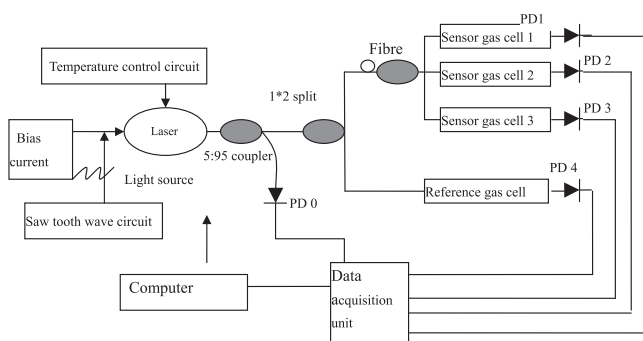 PD1
Sensor gas cell 1
Fibre
PD 2
Sensor gas cell 2
Temperature control circuit
1*2 split
PD 3
Sensor gas cell 3
Laser
Bias
current
5:95 coupler
Light source
PD 4
Reference gas cell
PD 0
Saw tooth wave circuit
Computer
Data
acquisition
unit